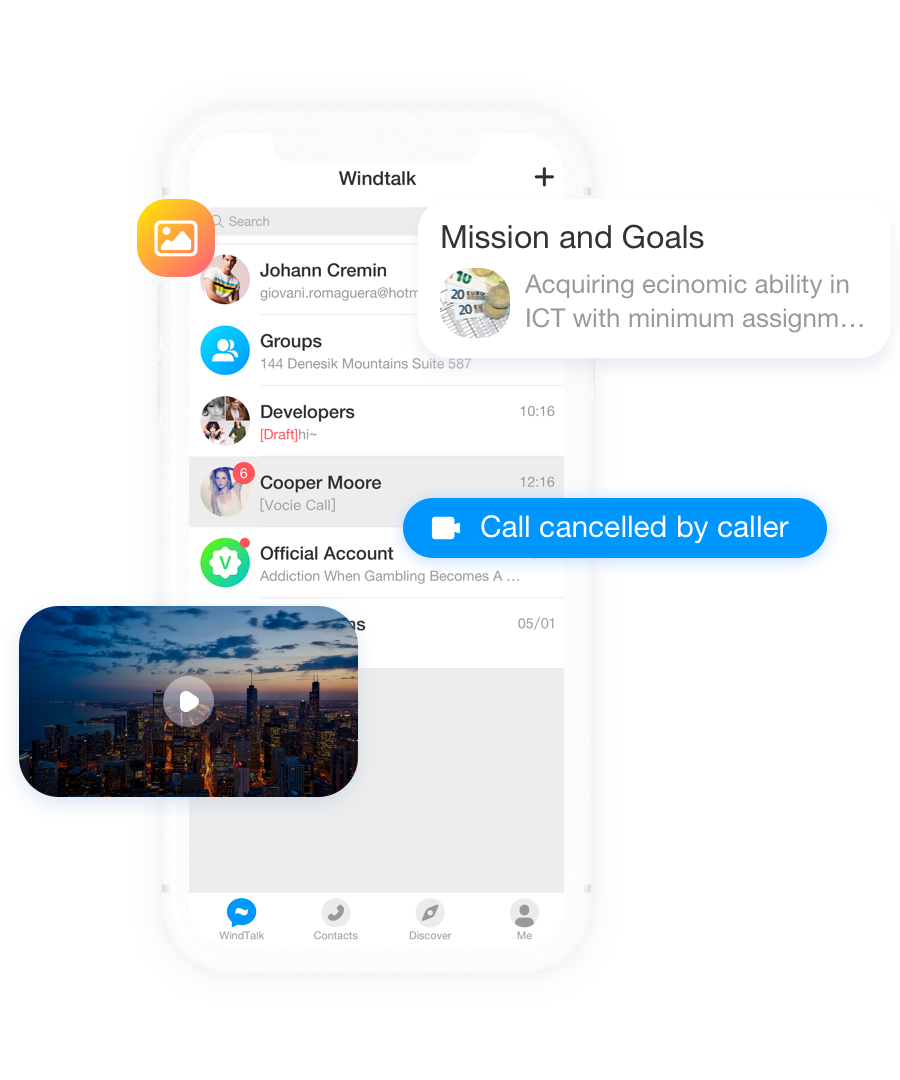 Windtalk
Search
Mission and Goals
Acquiring ecinomic ability in
ICT with minimum assignm…
Johann Cremin
giovani.romaguera@hotm
Groups
144 Denesik Mountains Suite 587
Developers
10:16
[Draft]hi~
6
Cooper Moore
12:16
[Vocie Call]
Call cancelled by caller
V
Official Account
Addiction When Gambling Becomes A …
05/01
WindTalk
Contacts
Discover
Me